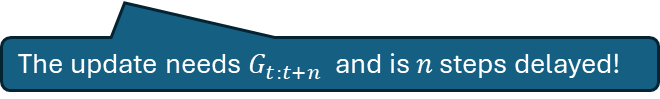 The update needs G_{t:t+n} and is n steps delayed!